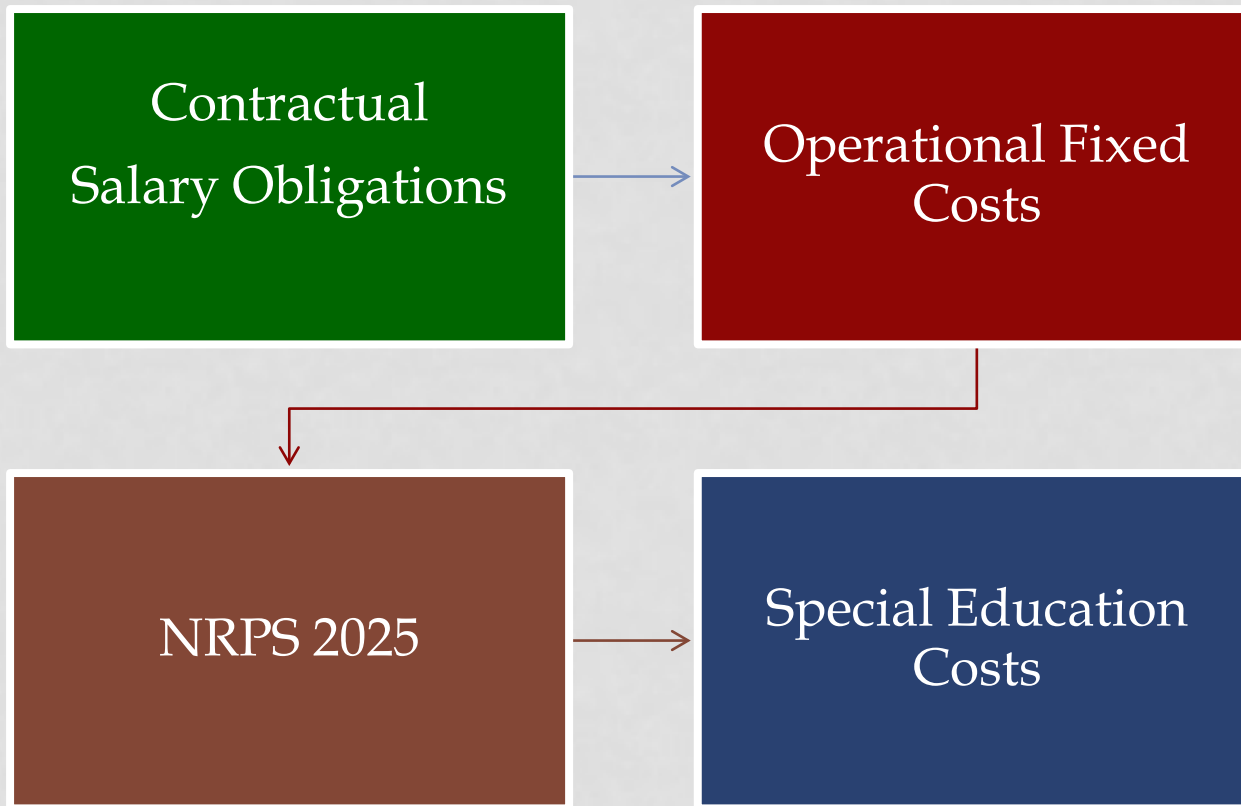 Contractual
Salary Obligations
Operational Fixed
Costs
NRPS 2025
Special Education
Costs